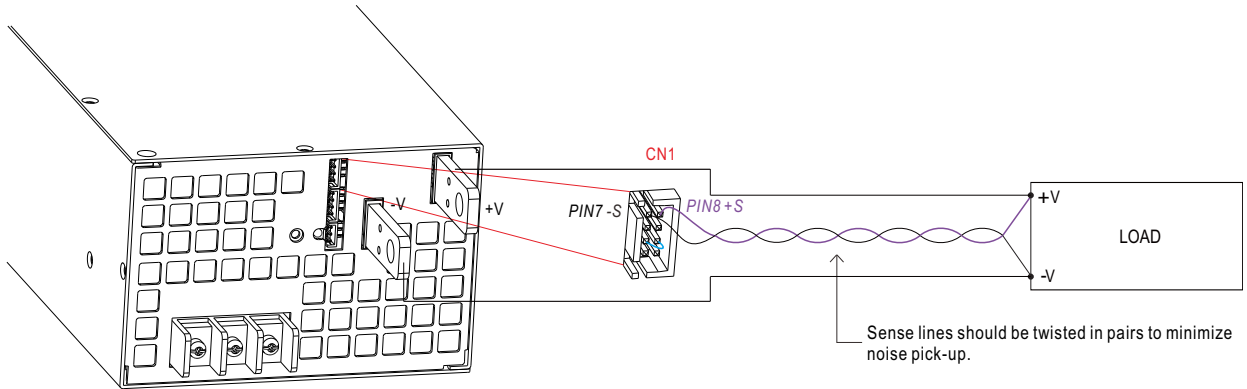 CN1
-V
+V
PIN7 -S
PIN8 +S
+V
LOAD
-V
Sense lines should be twisted in pairs to minimize
noise pick-up.